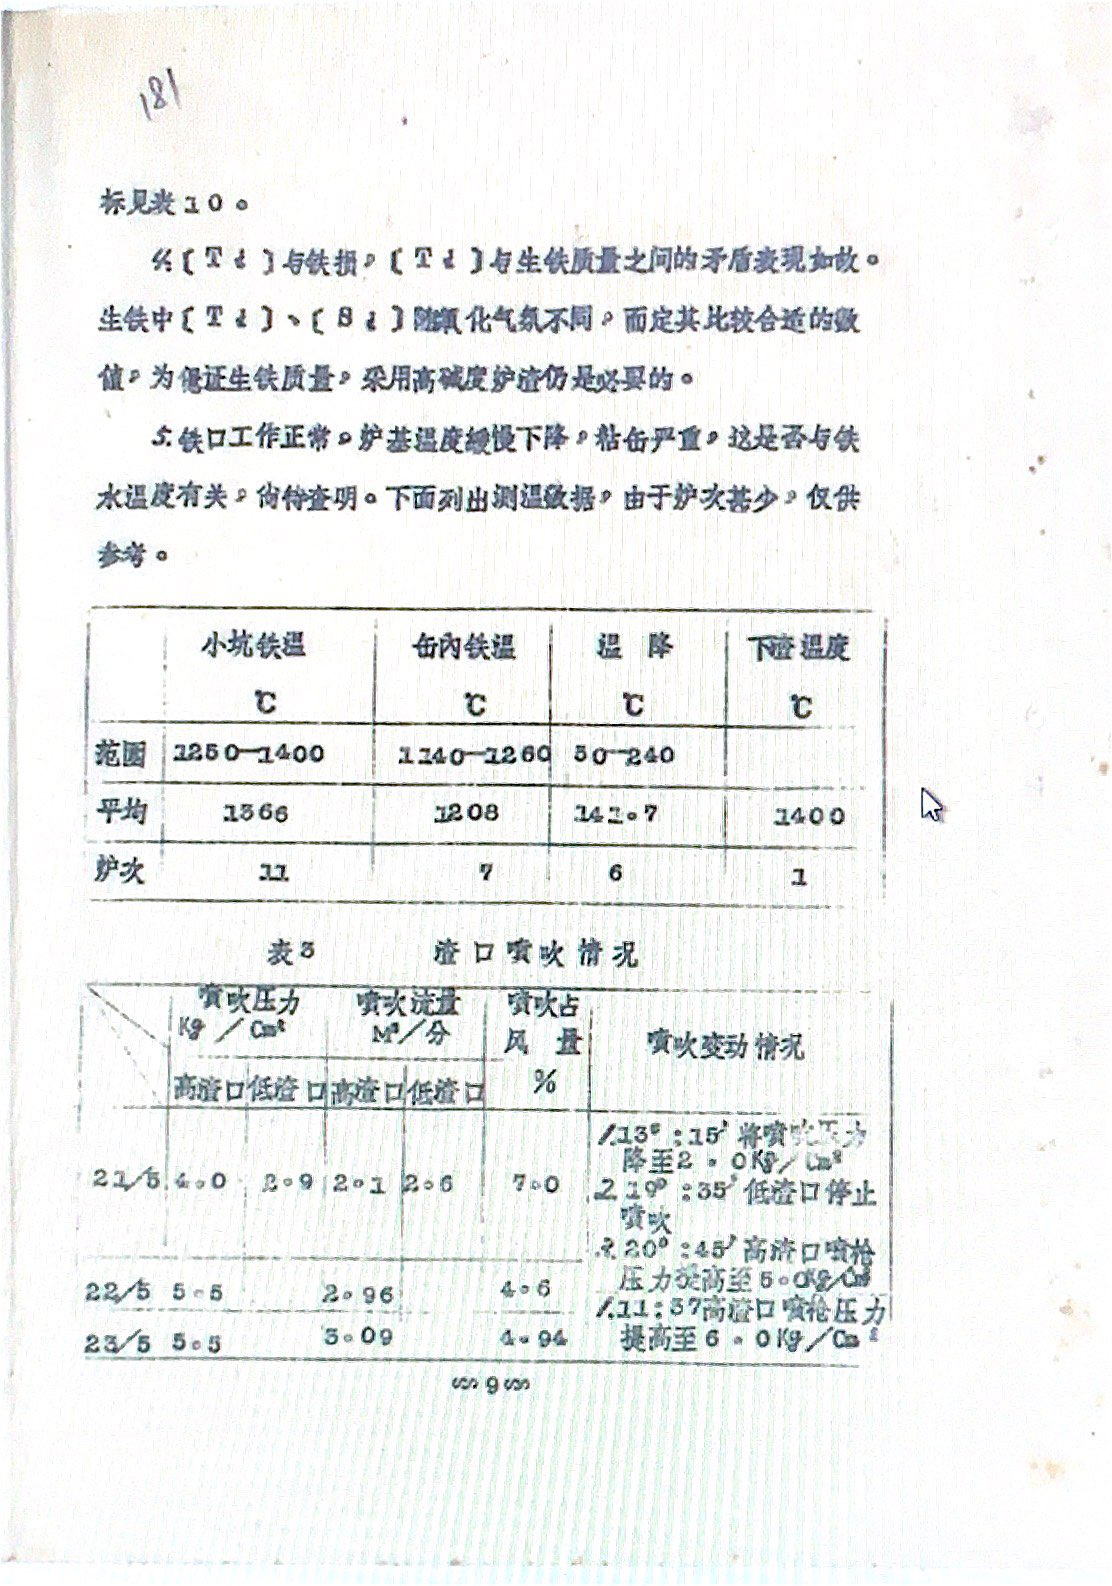 181
标见表10。
4.〔Ti〕与铁损，〔Ti〕与生铁质量之间的矛盾表现如故。
生铁中〔Ti〕、〔Si〕随氧化气氛不同，而定其比较合适的数
值，为保证生铁质量，采用高碱度炉渣仍是必要的。
5.铁口工作正常。炉基温度缓慢下降，粘缶严重，这是否与铁
水温度有关，尚待查明。下面列出测温数据，由于炉次甚少，仅供
参考。
小坑铁温 缶内铁温 温 降 下渣温度
℃ ℃ ℃ ℃
范围 1250—1400 1140—1260 50—240
平均 1366 1208 141.7 1400
炉次 11 7 6 1
表3 渣口喷吹情况
喷吹压力 喷吹流量 喷吹占
Kg／Cm² M³／分 风 量 喷吹变动情况
高渣口 低渣口 高渣口 低渣口 %
1.13°:15′将喷吹压力
降至2.0Kg／Cm²
21/5 4.0 2.9 2.1 2.6 7.0
2.19°:35′低渣口停止
喷吹
3.20°:45′高渣口喷枪
压力提高至5.0Kg/Cm²
22/5 5.5 2.96 4.6
1.11:37高渣口喷枪压力
23/5 5.5 3.09 4.94
提高至6.0Kg／Cm²
9